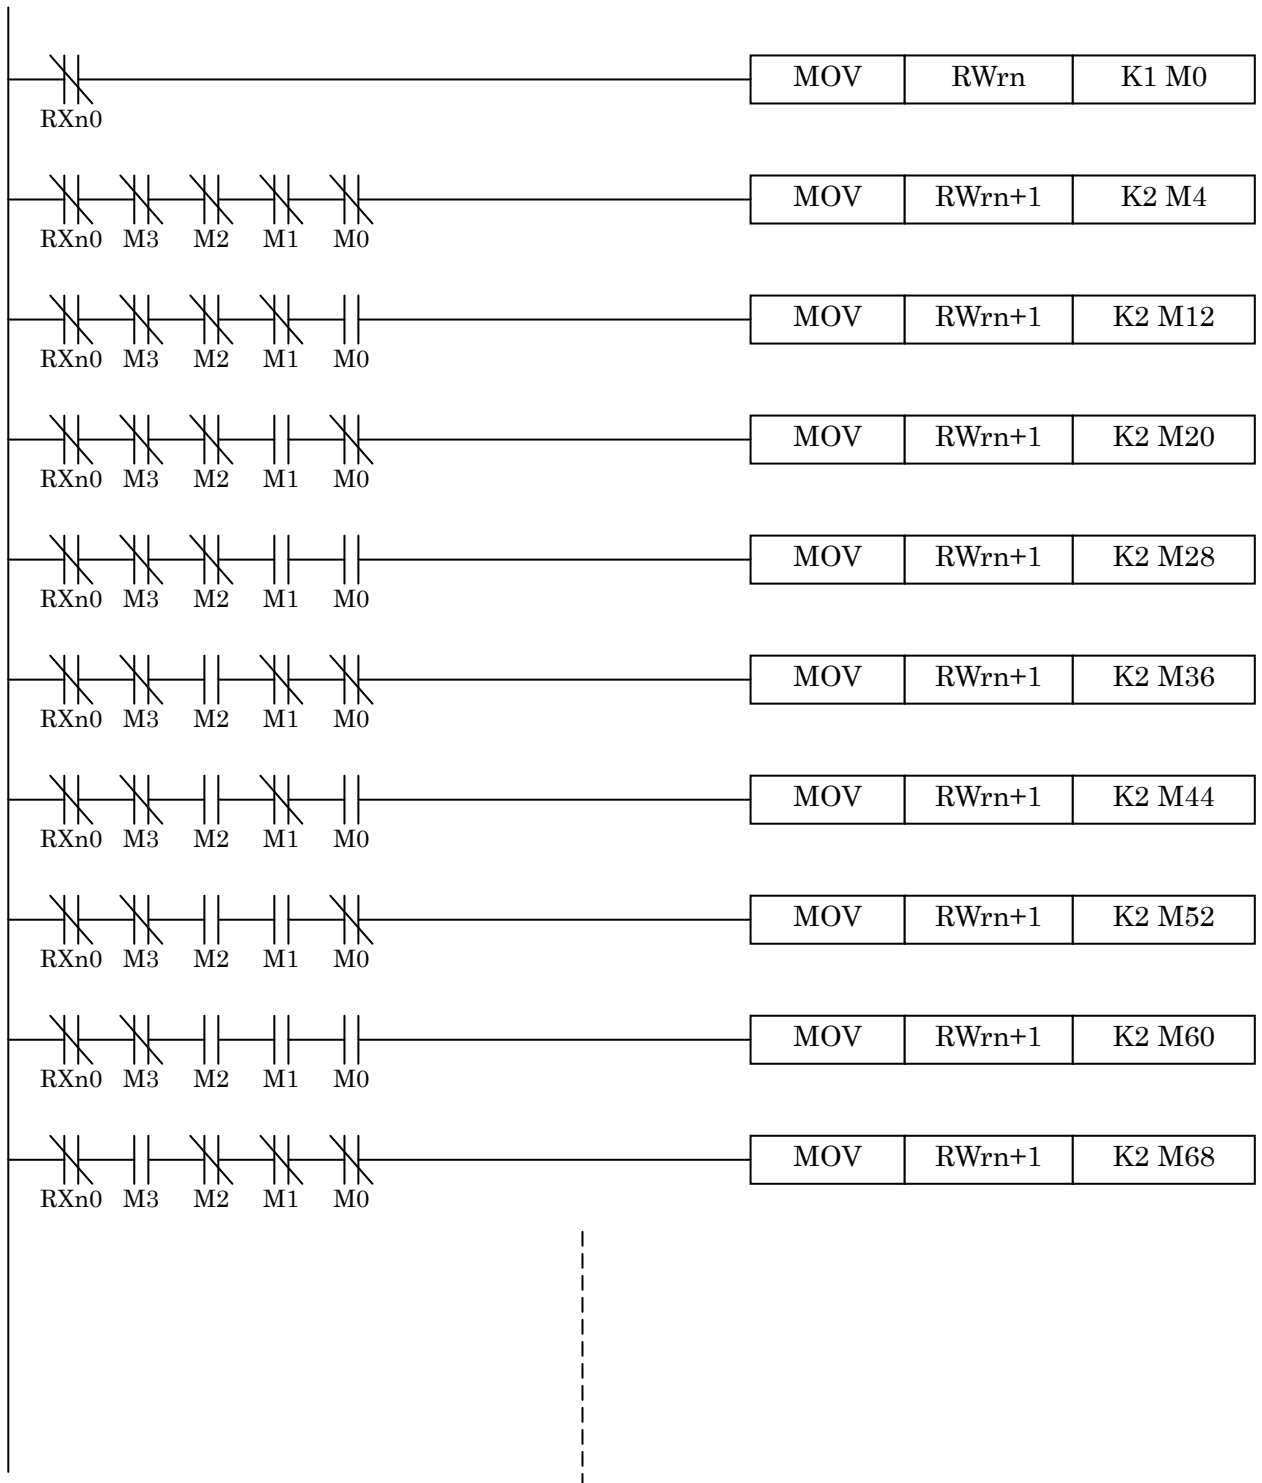 MOV RWrn K1 M0
RXn0
MOV RWrn+1 K2 M4
RXn0 M3 M2 M1 M0
MOV RWrn+1 K2 M12
RXn0 M3 M2 M1 M0
MOV RWrn+1 K2 M20
RXn0 M3 M2 M1 M0
MOV RWrn+1 K2 M28
RXn0 M3 M2 M1 M0
MOV RWrn+1 K2 M36
RXn0 M3 M2 M1 M0
MOV RWrn+1 K2 M44
RXn0 M3 M2 M1 M0
MOV RWrn+1 K2 M52
RXn0 M3 M2 M1 M0
MOV RWrn+1 K2 M60
RXn0 M3 M2 M1 M0
MOV RWrn+1 K2 M68
RXn0 M3 M2 M1 M0